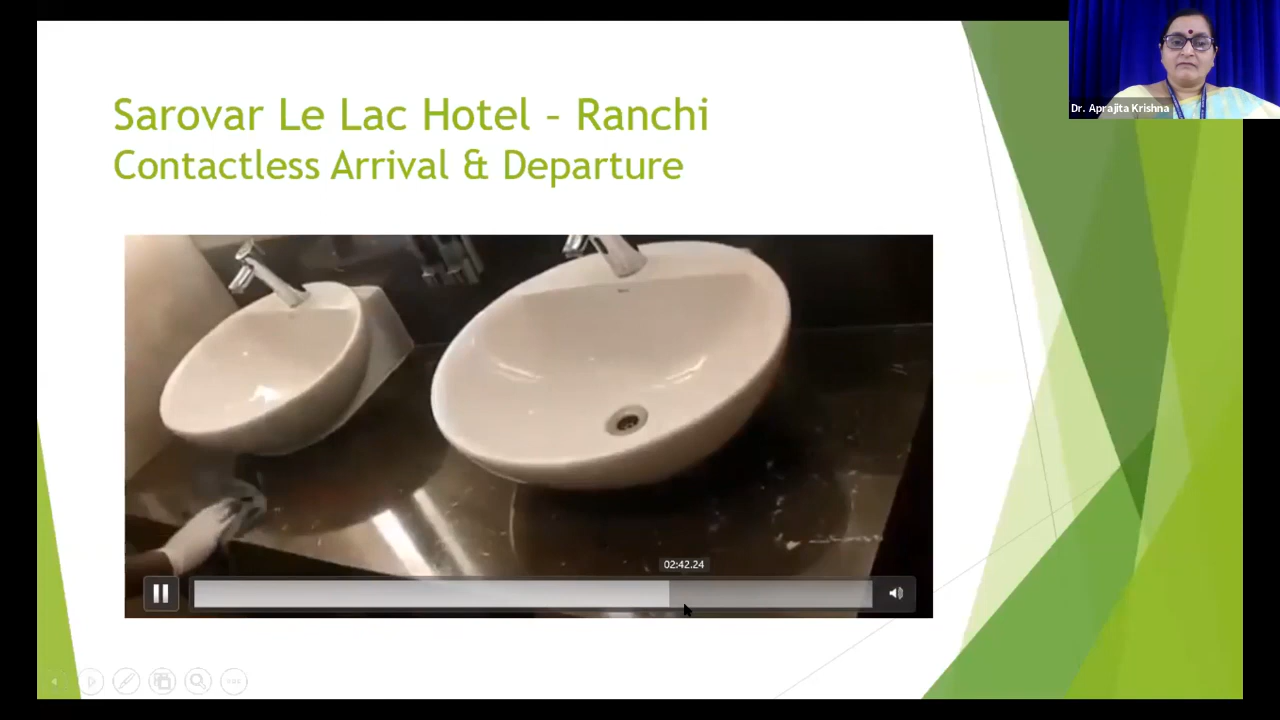 Sarovar Le Lac Hotel – Ranchi
Contactless Arrival & Departure
Dr. Aprajita Krishna
02:42.24